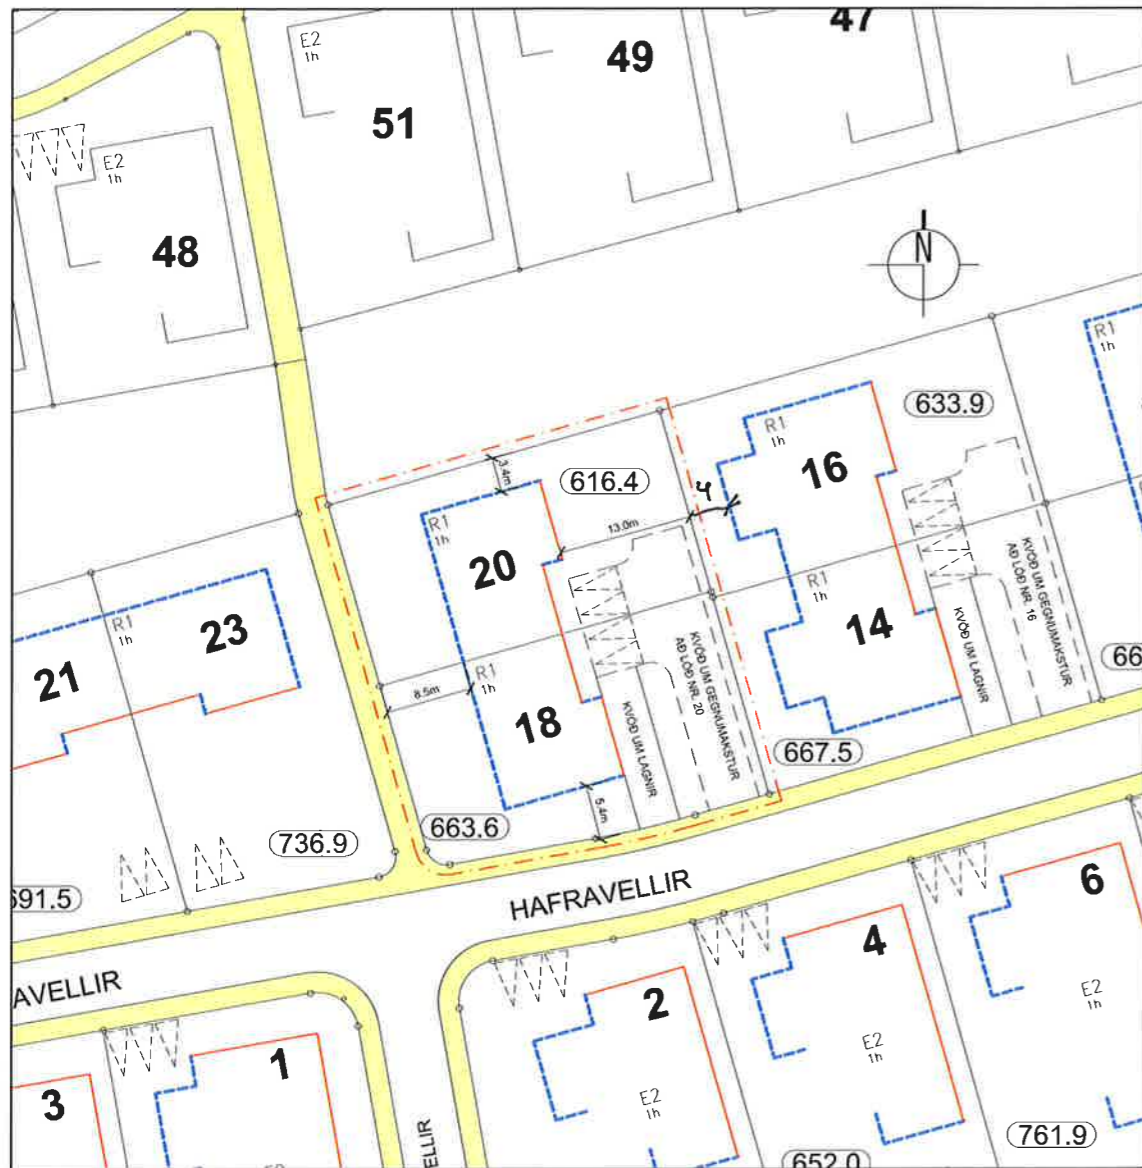 47
49
51
E2
1h
E2
1h
48
N
R1
1h
633.9
R1
1h
16
3.4m
616.4
4
R1
1h
13.0m
20
KVÖÐ UM GEGNUMAKSTUR
AÐ LÓÐ NR. 16
R1
1h
R1
1h
23
14
KVÖÐ UM LAGNIR
21
KVÖÐ UM GEGNUMAKSTUR
AÐ LÓÐ NR. 20
66
R1
1h
8.5m
18
KVÖÐ UM LAGNIR
667.5
5.4m
663.6
736.9
691.5
HAFRAVELLIR
6
4
AVELLIR
2
E2
1h
E2
1h
1
3
E2
1h
ELLIR
761.9
652.0
E2